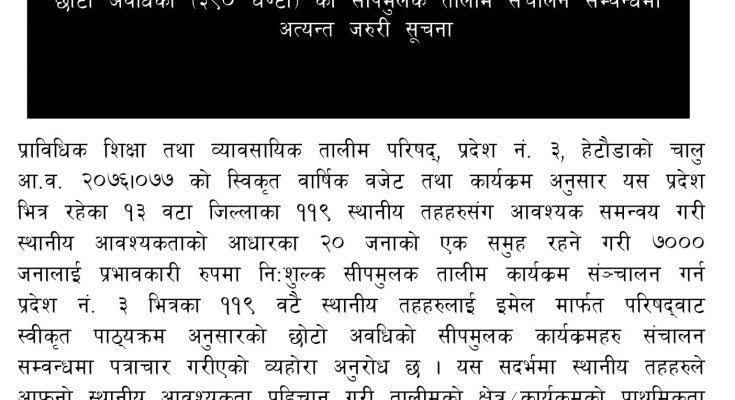 छोटो अवधिको (३९० घण्टा) को सीपमुलक तालीम संचालन सम्वन्धमा
अत्यन्त जरुरी सूचना
प्राविधिक शिक्षा तथा व्यावसायिक तालीम परिषद्, प्रदेश नं. ३, हेटौडाको चालु
आ.व. २०७६।०७७ को स्विकृत वार्षिक वजेट तथा कार्यक्रम अनुसार यस प्रदेश
भित्र रहेका १३ वटा जिल्लाका ११९ स्थानीय तहहरुसंग आवश्यक समन्वय गरी
स्थानीय आवश्यकताको आधारका २० जनाको एक समुह रहने गरी ७०००
जनालाई प्रभावकारी रुपमा नि:शुल्क सीपमुलक तालीम कार्यक्रम संञ्चालन गर्न
प्रदेश नं. ३ भित्रका ११९ वटै स्थानीय तहहरुलाई इमेल मार्फत परिषद्वाट
स्वीकृत पाठ्यक्रम अनुसारको छोटो अवधिको सीपमुलक कार्यक्रमहरु संचालन
सम्वन्धमा पत्राचार गरीएको व्यहोरा अनुरोध छ । यस सदर्भमा स्थानीय तहहरुले
आफ्नो स्थानीय आवश्यकता पहिचान गरी तालीमको क्षेत्र/कार्यक्रमको प्राथमिकता